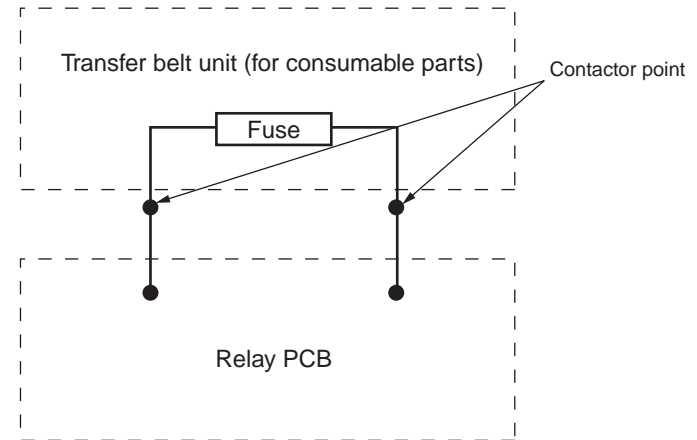 Transfer belt unit (for consumable parts)
Contactor point
Fuse
Relay PCB